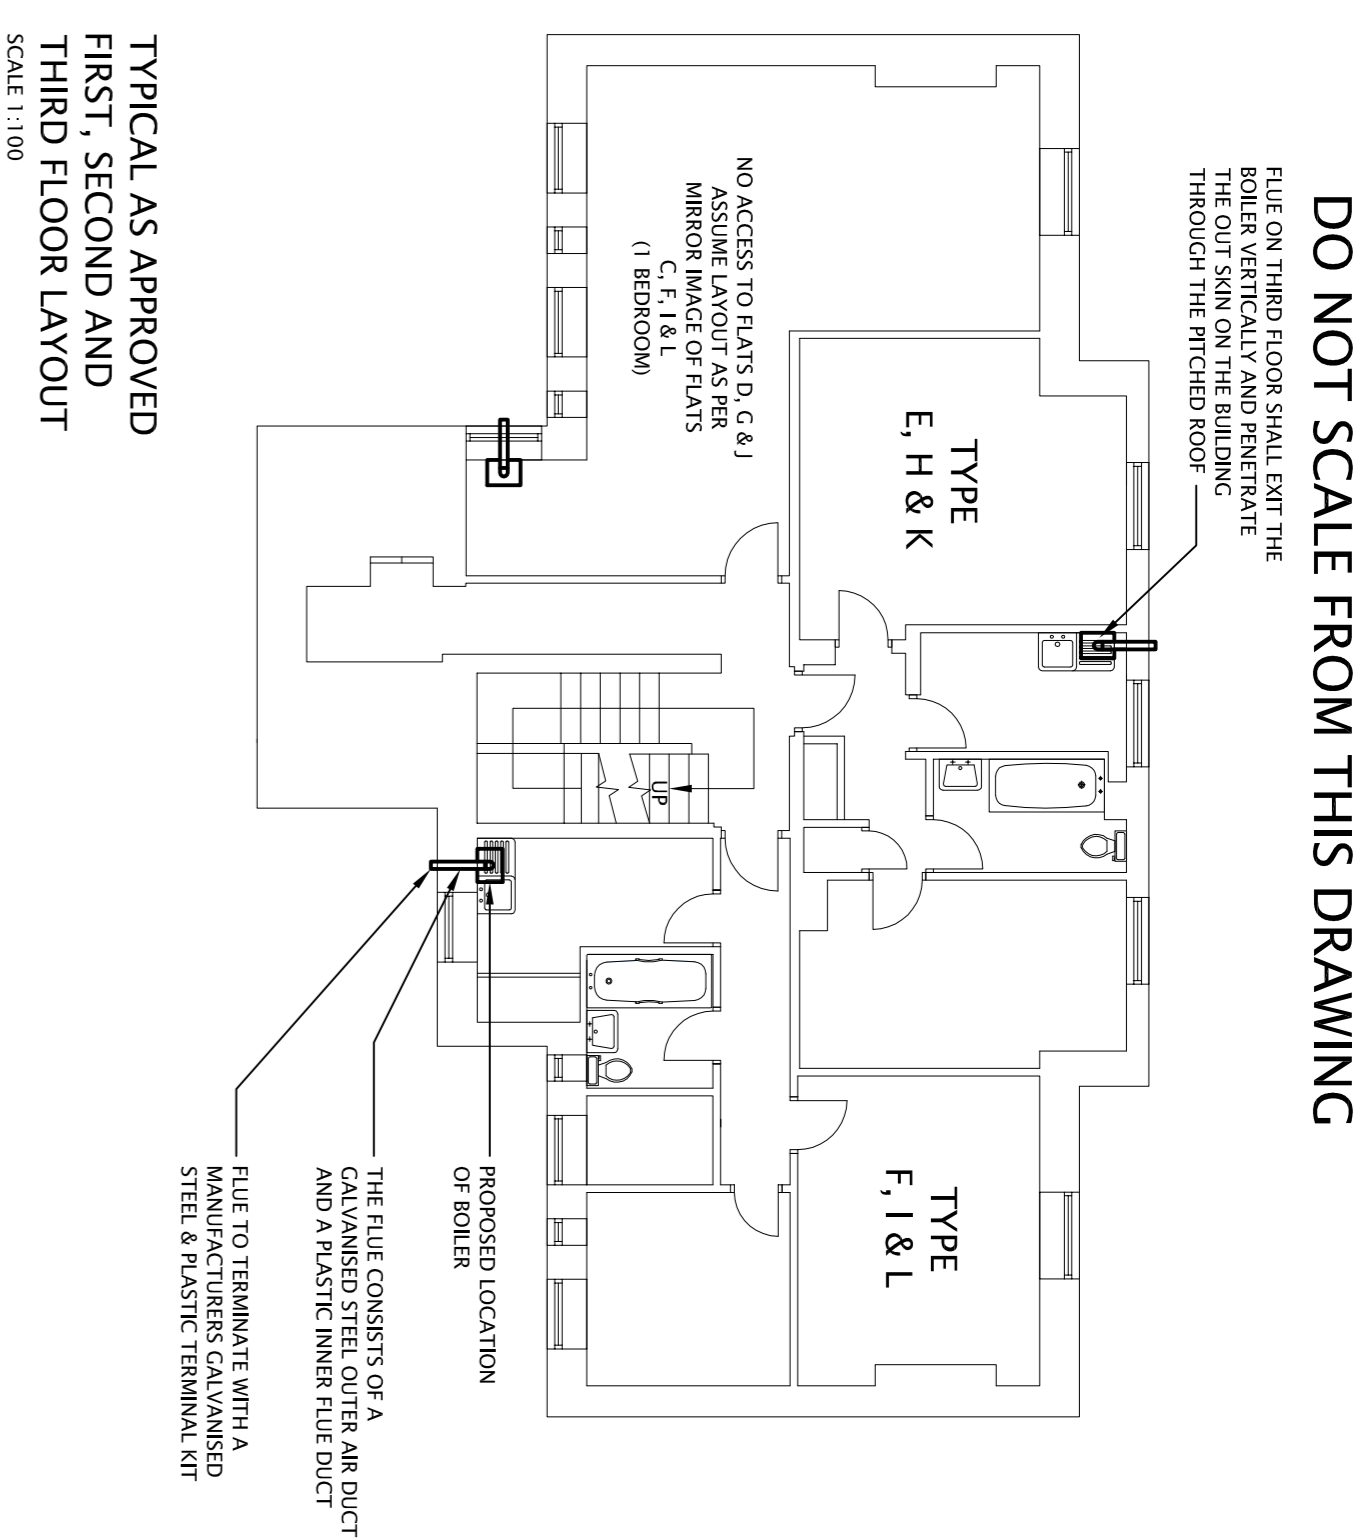 DO NOT SCALE FROM THIS DRAWING
FLUE ON THIRD FLOOR SHALL EXIT THE
BOILER VERTICALLY AND PENETRATE
THE OUT SKIN ON THE BUILDING
THROUGH THE PITCHED ROOF
TYPE
E, H & K
TYPE
F, I & L
NO ACCESS TO FLATS D, G & J
ASSUME LAYOUT AS PER
MIRROR IMAGE OF FLATS
C, F, I & L
(1 BEDROOM)
UP
PROPOSED LOCATION
OF BOILER
THE FLUE CONSISTS OF A
GALVANISED STEEL OUTER AIR DUCT
AND A PLASTIC INNER FLUE DUCT
FLUE TO TERMINATE WITH A
MANUFACTURERS GALVANISED
STEEL & PLASTIC TERMINAL KIT
TYPICAL AS APPROVED
FIRST, SECOND AND
THIRD FLOOR LAYOUT
SCALE 1:100